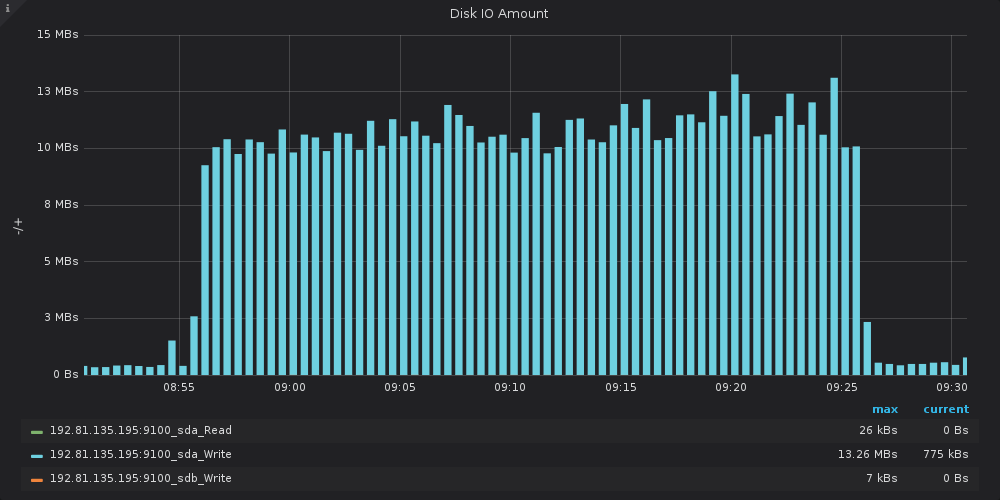 i
Disk IO Amount
15 MBs
13 MBs
10 MBs
8 MBs
5 MBs
3 MBs
0 Bs
-/+
08:55 09:00 09:05 09:10 09:15 09:20 09:25 09:30
max current
192.81.135.195:9100_sda_Read 26 kBs 0 Bs
192.81.135.195:9100_sda_Write 13.26 MBs 775 kBs
192.81.135.195:9100_sdb_Write 7 kBs 0 Bs